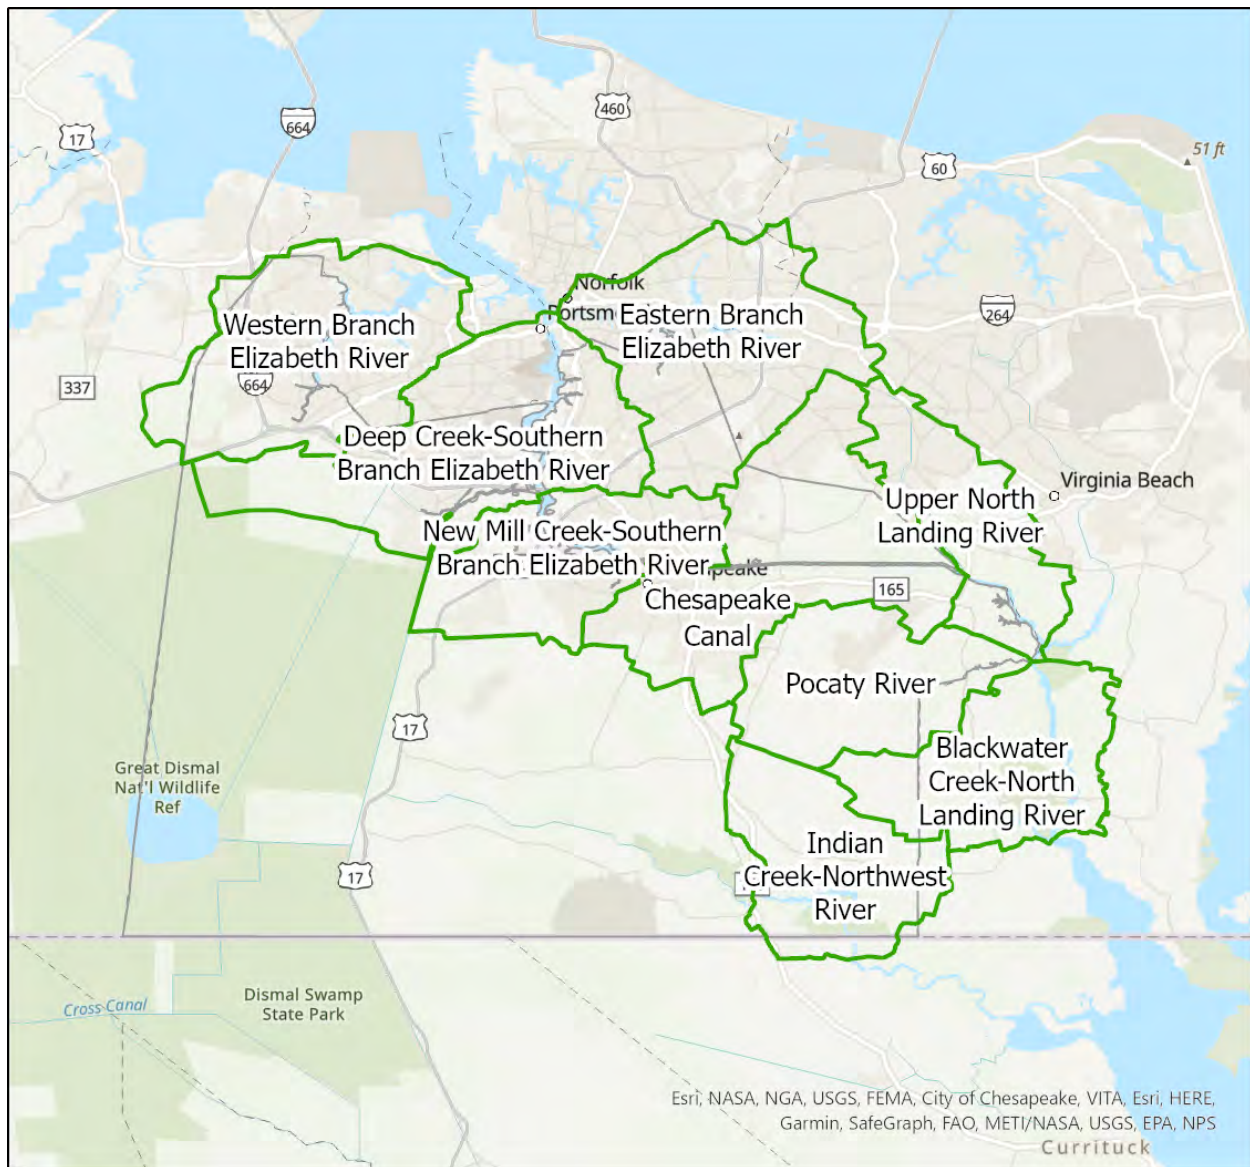 664
460
17
60
51 ft
Norfolk
Portsm
Western Branch
Elizabeth River
Eastern Branch
Elizabeth River
264
337
664
Deep Creek-Southern
Branch Elizabeth River
Virginia Beach
Upper North
Landing River
New Mill Creek-Southern
Branch Elizabeth River
peake
165
Chesapeake
Canal
Pocaty River
17
Blackwater
Creek-North
Landing River
Great Dismal
Nat'l Wildlife
Ref
Indian
Creek-Northwest
River
17
Cross Canal
Dismal Swamp
State Park
Esri, NASA, NGA, USGS, FEMA, City of Chesapeake, VITA, Esri, HERE,
Garmin, SafeGraph, FAO, METI/NASA, USGS, EPA, NPS
Currituck